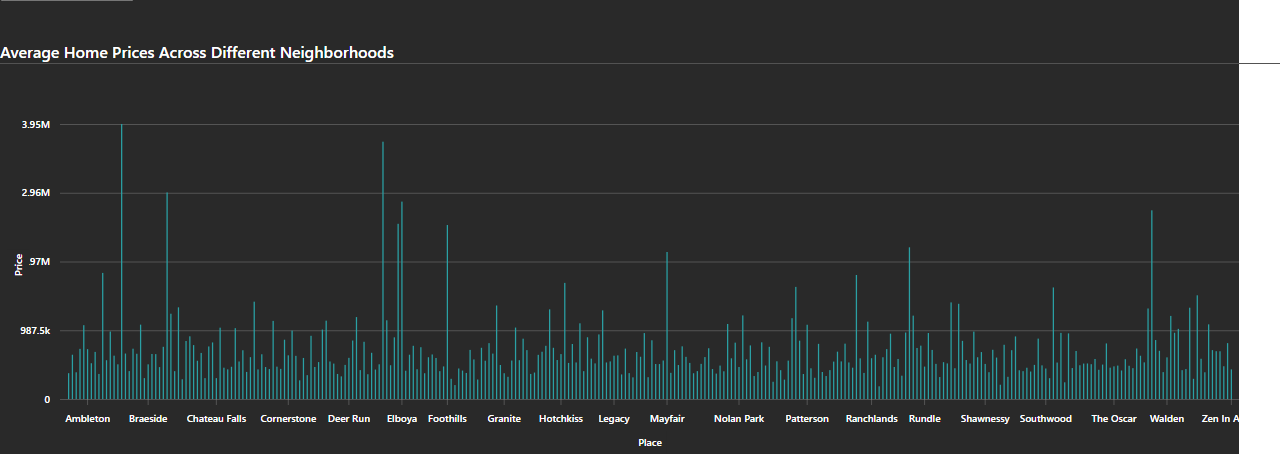 Average Home Prices Across Different Neighborhoods
3.95M
2.96M
.97M
987.5k
0
Price
Ambleton Braeside Chateau Falls Cornerstone Deer Run Elboya Foothills Granite Hotchkiss Legacy Mayfair Nolan Park Patterson Ranchlands Rundle Shawnessy Southwood The Oscar Walden Zen In A
Place